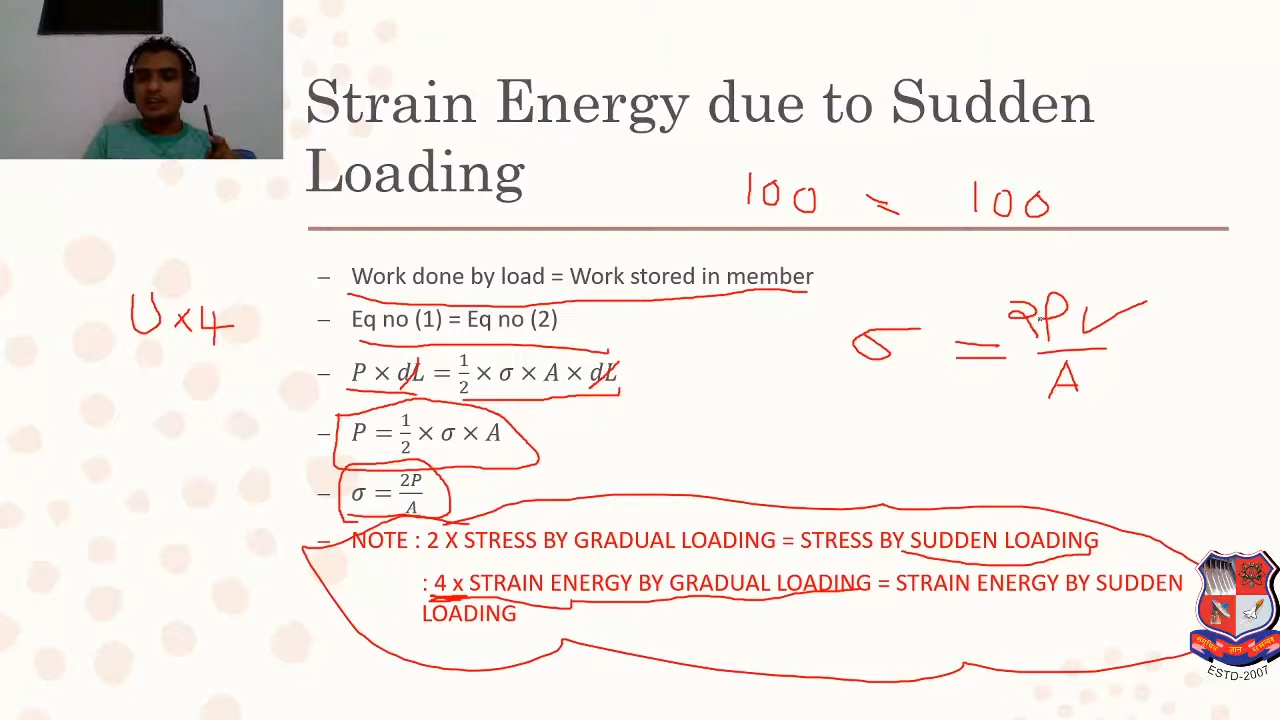 Strain Energy due to Sudden
Loading
100 = 100
– Work done by load = Work stored in member
U × 4
– Eq no (1) = Eq no (2)
σ = 2P/A
– P × dL = 1/2 × σ × A × dL
– P = 1/2 × σ × A
– σ = 2P/A
– NOTE : 2 X STRESS BY GRADUAL LOADING = STRESS BY SUDDEN LOADING
: 4 x STRAIN ENERGY BY GRADUAL LOADING = STRAIN ENERGY BY SUDDEN
LOADING
ESTD-2007